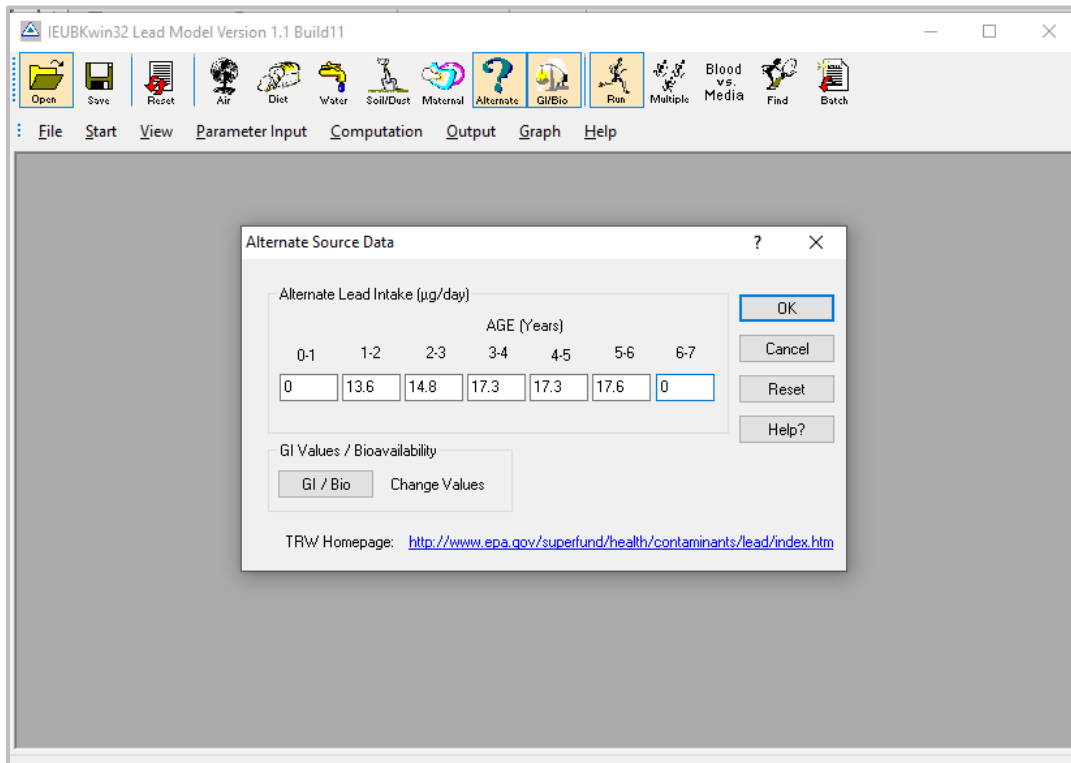 IEUBKwin32 Lead Model Version 1.1 Build11
Open Save Reset Air Diet Water Soil/Dust Maternal Alternate GI/Bio Run Multiple Blood vs. Media Find Batch
File Start View Parameter Input Computation Output Graph Help
Alternate Source Data ?
Alternate Lead Intake (µg/day)
AGE (Years)
0-1 1-2 2-3 3-4 4-5 5-6 6-7
0 13.6 14.8 17.3 17.3 17.6 0
OK
Cancel
Reset
Help?
GI Values / Bioavailability
GI / Bio Change Values
TRW Homepage: http://www.epa.gov/superfund/health/contaminants/lead/index.htm